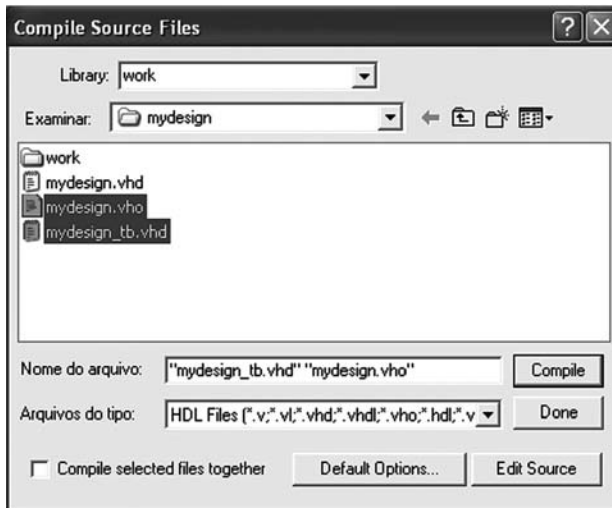 Compile Source Files
Library: work
Examinar: mydesign
work
mydesign.vhd
mydesign.vho
mydesign_tb.vhd
Nome do arquivo: "mydesign_tb.vhd" "mydesign.vho" Compile
Arquivos do tipo: HDL Files (*.v;*.vl;*.vhd;*.vhdl;*.vho;*.hdl;*.v Done
Compile selected files together Default Options... Edit Source